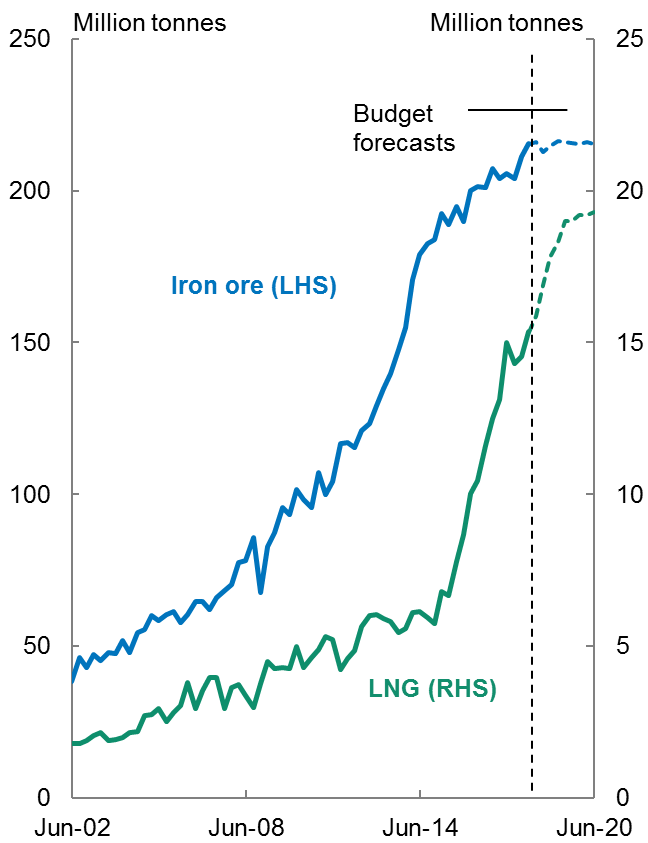 Million tonnes
Million tonnes
250
25
Budget
forecasts
200
20
Iron ore (LHS)
150
15
100
10
50
5
LNG (RHS)
0
0
Jun-02
Jun-08
Jun-14
Jun-20